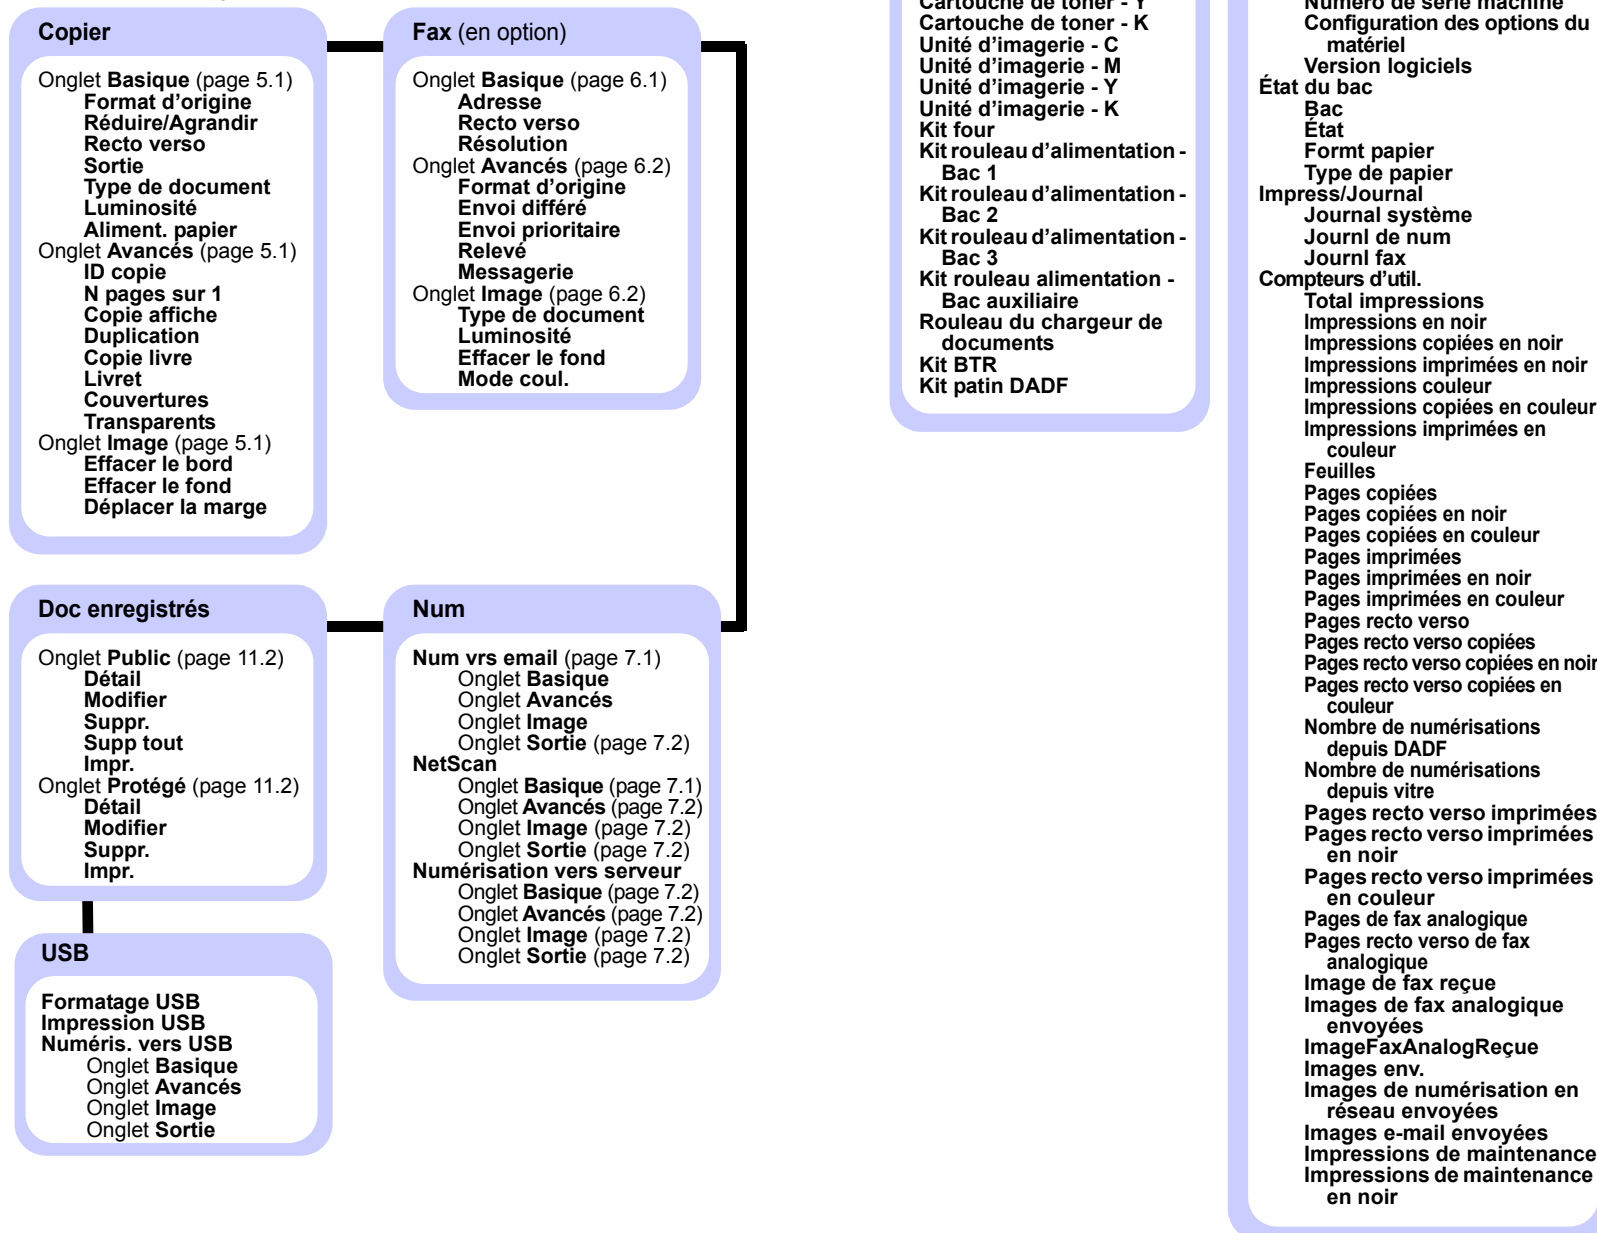 Copier
Onglet Basique (page 5.1)
Format d’origine
Réduire/Agrandir
Recto verso
Sortie
Type de document
Luminosité
Aliment. papier
Onglet Avancés (page 5.1)
ID copie
N pages sur 1
Copie affiche
Duplication
Copie livre
Livret
Couvertures
Transparents
Onglet Image (page 5.1)
Effacer le bord
Effacer le fond
Déplacer la marge
Fax (en option)
Onglet Basique (page 6.1)
Adresse
Recto verso
Résolution
Onglet Avancés (page 6.2)
Format d’origine
Envoi différé
Envoi prioritaire
Relevé
Messagerie
Onglet Image (page 6.2)
Type de document
Luminosité
Effacer le fond
Mode coul.
Doc enregistrés
Onglet Public (page 11.2)
Détail
Modifier
Suppr.
Supp tout
Impr.
Onglet Protégé (page 11.2)
Détail
Modifier
Suppr.
Impr.
Num
Num vrs email (page 7.1)
Onglet Basique
Onglet Avancés
Onglet Image
Onglet Sortie (page 7.2)
NetScan
Onglet Basique (page 7.1)
Onglet Avancés (page 7.2)
Onglet Image (page 7.2)
Onglet Sortie (page 7.2)
Numérisation vers serveur
Onglet Basique (page 7.2)
Onglet Avancés (page 7.2)
Onglet Image (page 7.2)
Onglet Sortie (page 7.2)
USB
Formatage USB
Impression USB
Numéris. vers USB
Onglet Basique
Onglet Avancés
Onglet Image
Onglet Sortie
Cartouche de toner - Y
Cartouche de toner - K
Unité d’imagerie - C
Unité d’imagerie - M
Unité d’imagerie - Y
Unité d’imagerie - K
Kit four
Kit rouleau d’alimentation -
Bac 1
Kit rouleau d’alimentation -
Bac 2
Kit rouleau d’alimentation -
Bac 3
Kit rouleau alimentation -
Bac auxiliaire
Rouleau du chargeur de
documents
Kit BTR
Kit patin DADF
Numéro de série machine
Configuration des options du
matériel
Version logiciels
État du bac
Bac
État
Formt papier
Type de papier
Impress/Journal
Journal système
Journl de num
Journl fax
Compteurs d’util.
Total impressions
Impressions en noir
Impressions copiées en noir
Impressions imprimées en noir
Impressions couleur
Impressions copiées en couleur
Impressions imprimées en
couleur
Feuilles
Pages copiées
Pages copiées en noir
Pages copiées en couleur
Pages imprimées
Pages imprimées en noir
Pages imprimées en couleur
Pages recto verso
Pages recto verso copiées
Pages recto verso copiées en noir
Pages recto verso copiées en
couleur
Nombre de numérisations
depuis DADF
Nombre de numérisations
depuis vitre
Pages recto verso imprimées
Pages recto verso imprimées
en noir
Pages recto verso imprimées
en couleur
Pages de fax analogique
Pages recto verso de fax
analogique
Image de fax reçue
Images de fax analogique
envoyées
ImageFaxAnalogReçue
Images env.
Images de numérisation en
réseau envoyées
Images e-mail envoyées
Impressions de maintenance
Impressions de maintenance
en noir